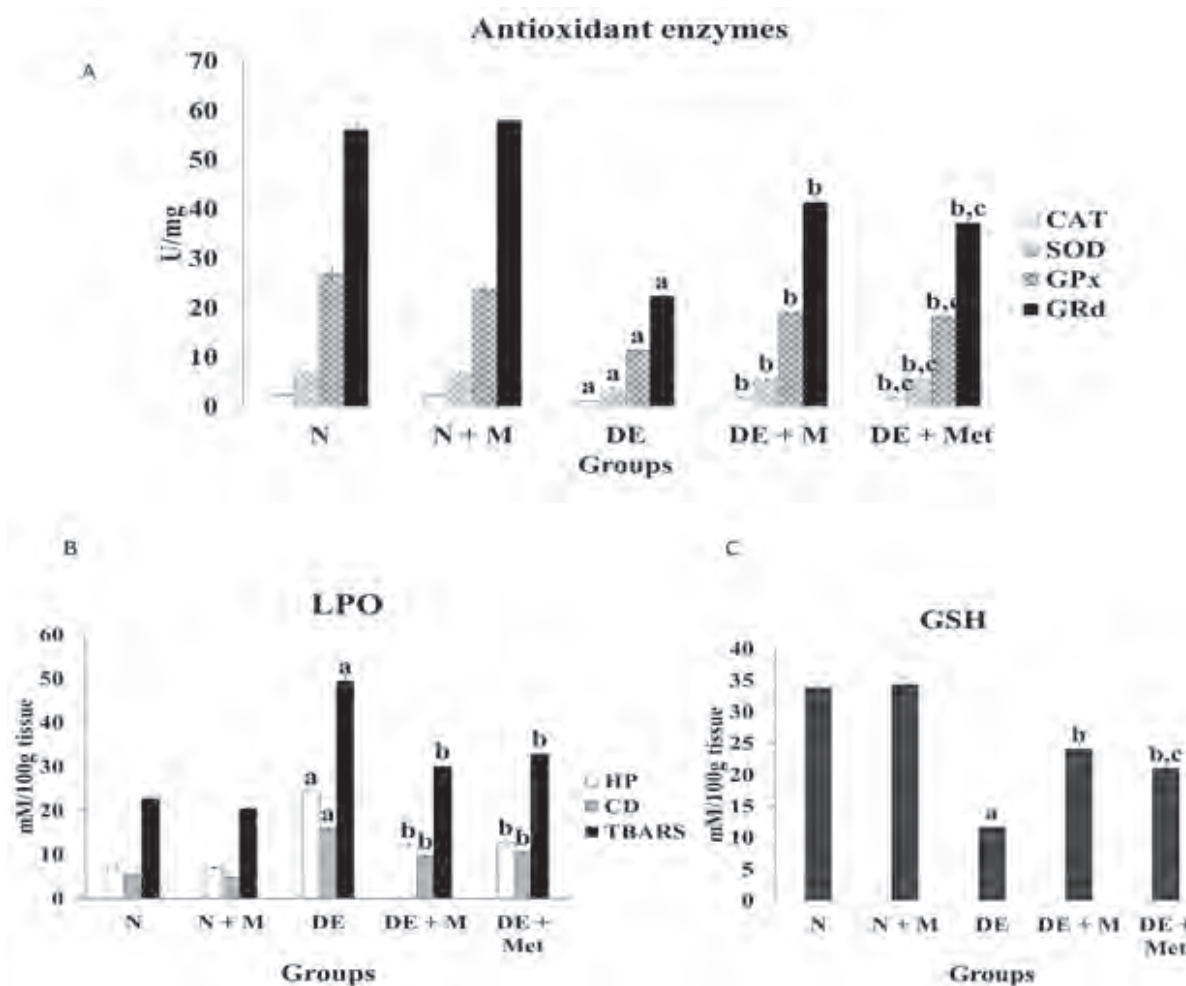 Antioxidant enzymes
A
70
60
50
40
30
20
10
0
U/mg
a a a a
b b b b
b,c b,c b,c b,c
N N + M DE DE + M DE + Met
Groups
CAT
SOD
GPx
GRd
B
LPO
60
50
40
30
20
10
0
mM/100g tissue
a a a
b b b
b b b
N N + M DE DE + M DE +
Met
Groups
HP
CD
TBARS
C
GSH
40
35
30
25
20
15
10
5
0
mM/100g tissue
a
b
b,c
N N + M DE DE + M DE +
Met
Groups